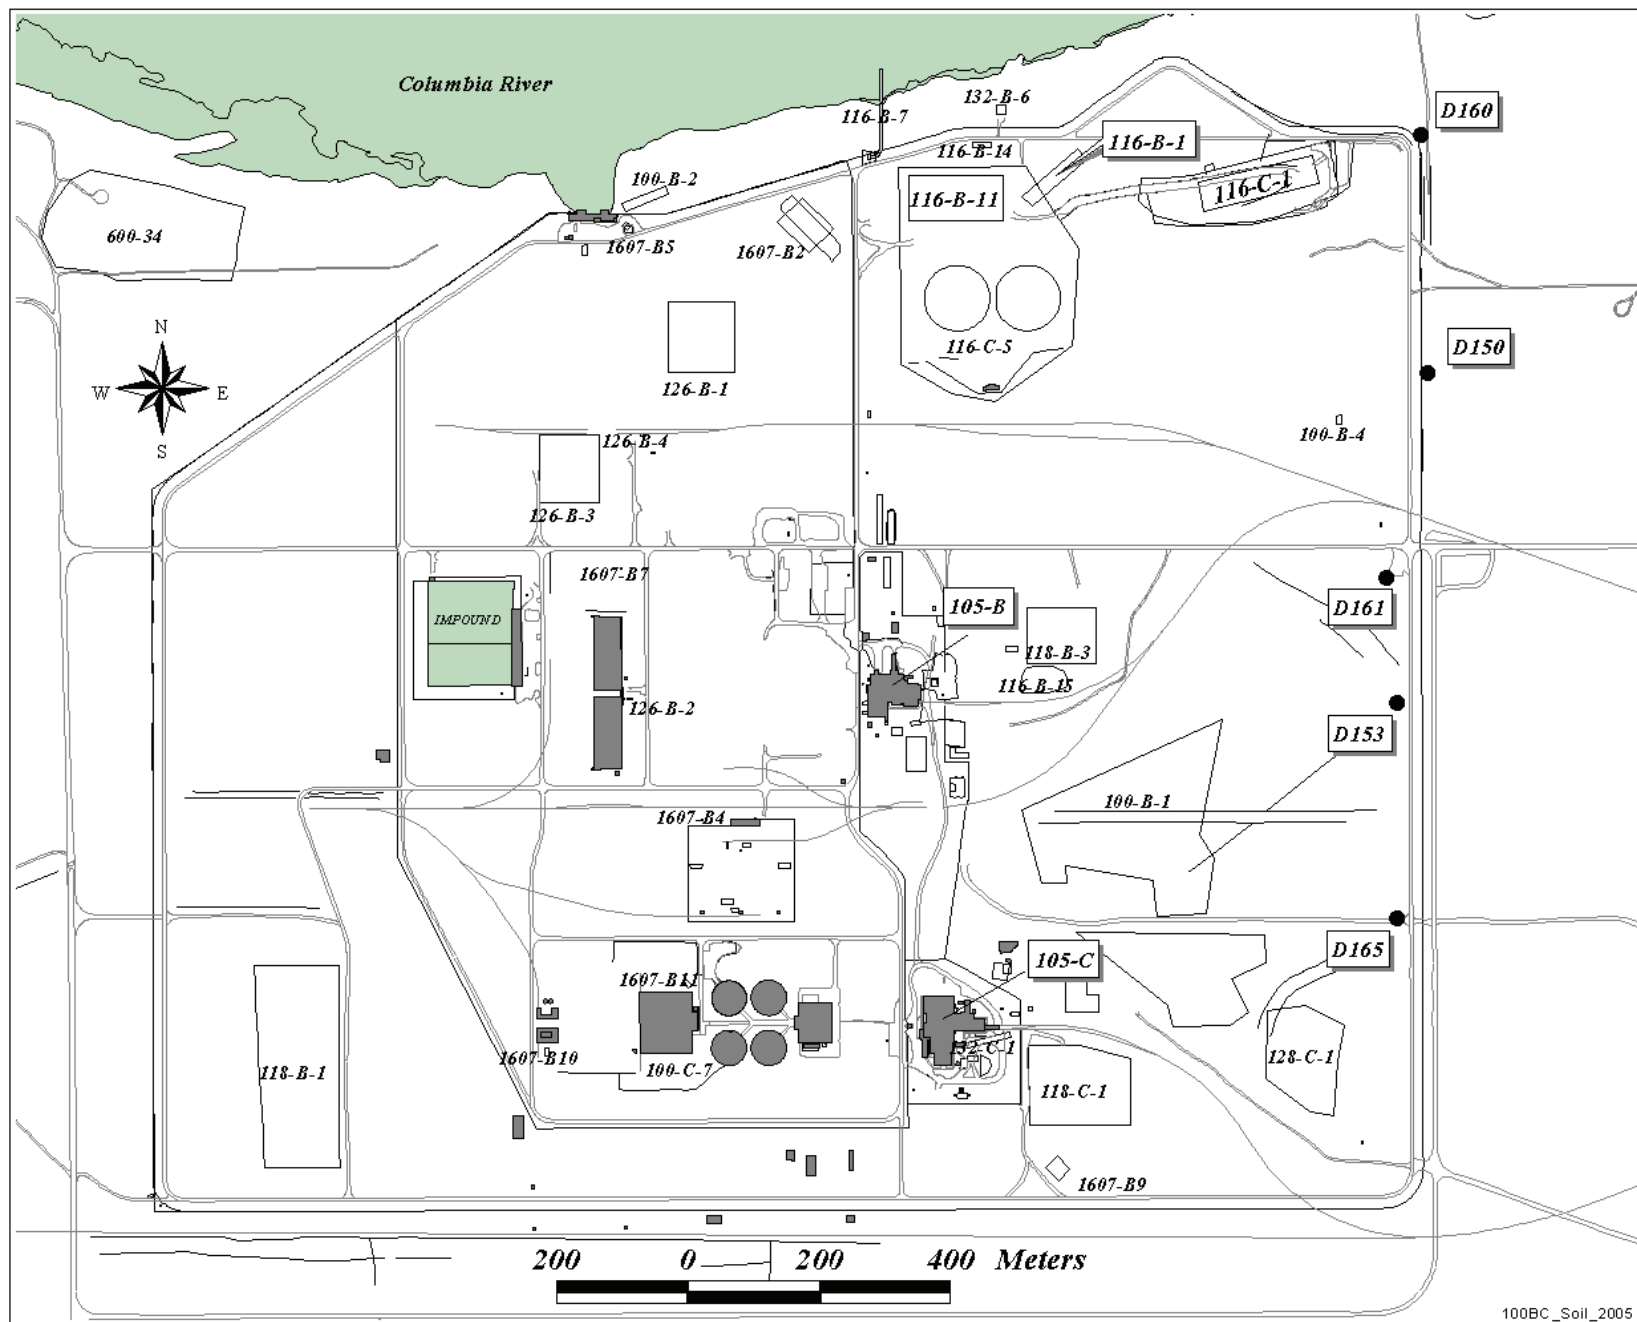 Columbia River
132-B-6
D160
116-B-7
116-B-1
116-B-14
100-B-2
116-C-1
116-B-11
600-34
1607-B5
1607-B2
N
D150
116-C-5
W
E
126-B-1
S
126-B-4
100-B-4
126-B-3
1607-B7
105-B
D161
IMPOUND
118-B-3
116-B-15
126-B-2
D153
100-B-1
1607-B4
D165
105-C
1607-B11
132-C-1
1607-B10
128-C-1
118-B-1
100-C-7
118-C-1
1607-B9
200 0 200 400 Meters
100BC_Soil_2005